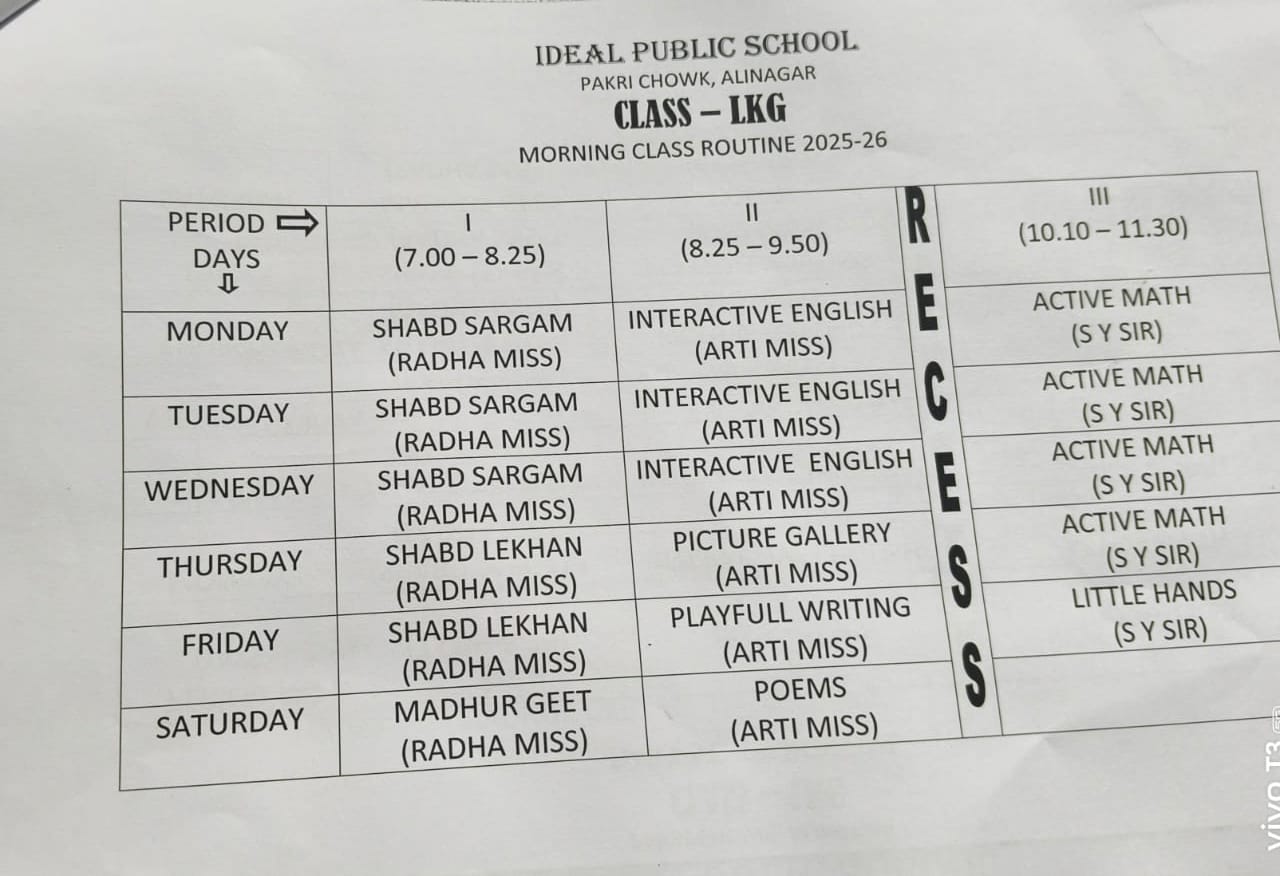 IDEAL PUBLIC SCHOOL
PAKRI CHOWK, ALINAGAR
CLASS – LKG
MORNING CLASS ROUTINE 2025-26
PERIOD ⇨
DAYS
⇩
I
(7.00 – 8.25)
II
(8.25 – 9.50)
RECESS
III
(10.10 – 11.30)
MONDAY
SHABD SARGAM
(RADHA MISS)
INTERACTIVE ENGLISH
(ARTI MISS)
ACTIVE MATH
(S Y SIR)
TUESDAY
SHABD SARGAM
(RADHA MISS)
INTERACTIVE ENGLISH
(ARTI MISS)
ACTIVE MATH
(S Y SIR)
WEDNESDAY
SHABD SARGAM
(RADHA MISS)
INTERACTIVE ENGLISH
(ARTI MISS)
ACTIVE MATH
(S Y SIR)
THURSDAY
SHABD LEKHAN
(RADHA MISS)
PICTURE GALLERY
(ARTI MISS)
ACTIVE MATH
(S Y SIR)
FRIDAY
SHABD LEKHAN
(RADHA MISS)
PLAYFULL WRITING
(ARTI MISS)
LITTLE HANDS
(S Y SIR)
SATURDAY
MADHUR GEET
(RADHA MISS)
POEMS
(ARTI MISS)
vivo T3